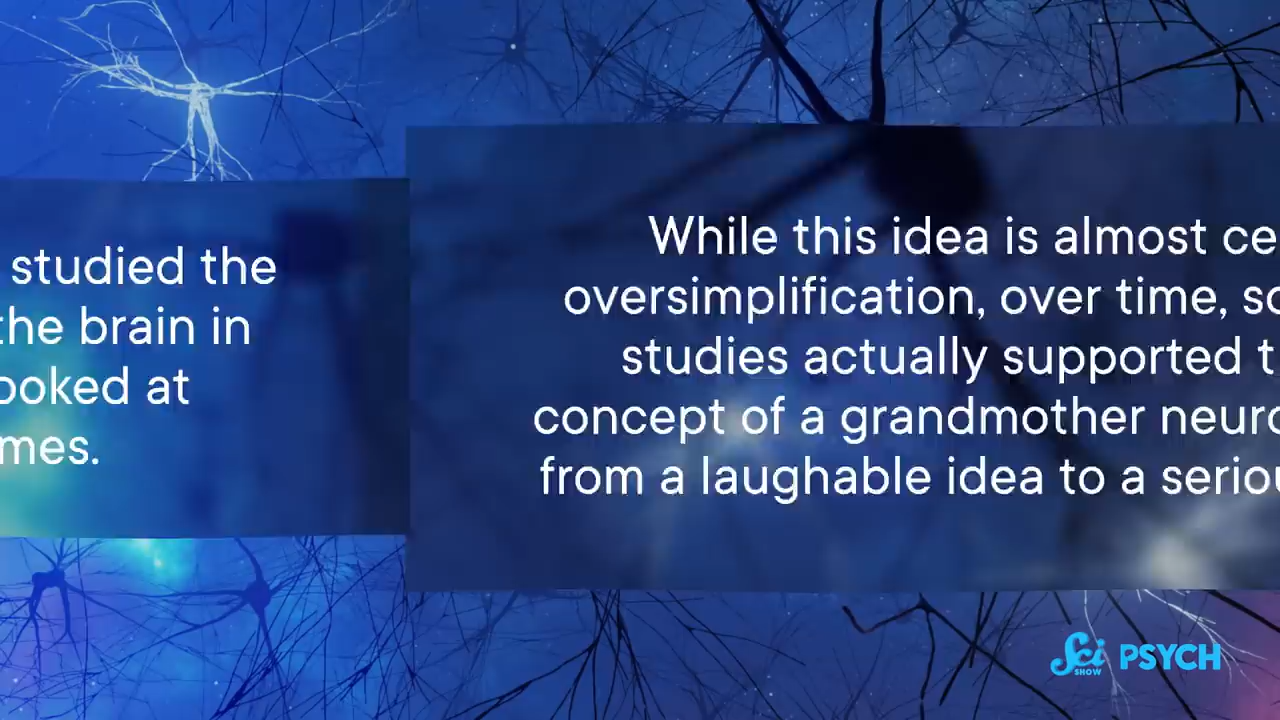 studied the
the brain in
ooked at
mes.
While this idea is almost ce
oversimplification, over time, so
studies actually supported t
concept of a grandmother neuro
from a laughable idea to a seriou
Sci SHOW PSYCH